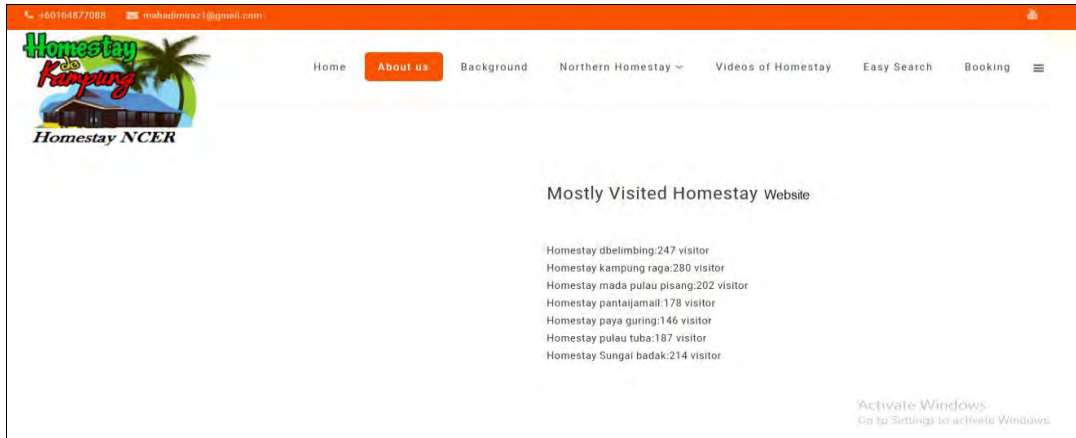 +60164877088 mahadimiraz1@gmail.com
Homestay
de
Kampung
Homestay NCER
Home About us Background Northern Homestay Videos of Homestay Easy Search Booking
Mostly Visited Homestay Website
Homestay dbelimbing:247 visitor
Homestay kampung raga:280 visitor
Homestay mada pulau pisang:202 visitor
Homestay pantaijamail:178 visitor
Homestay paya guring:146 visitor
Homestay pulau tuba:187 visitor
Homestay Sungai badak:214 visitor
Activate Windows
Go to Settings to activate Windows.